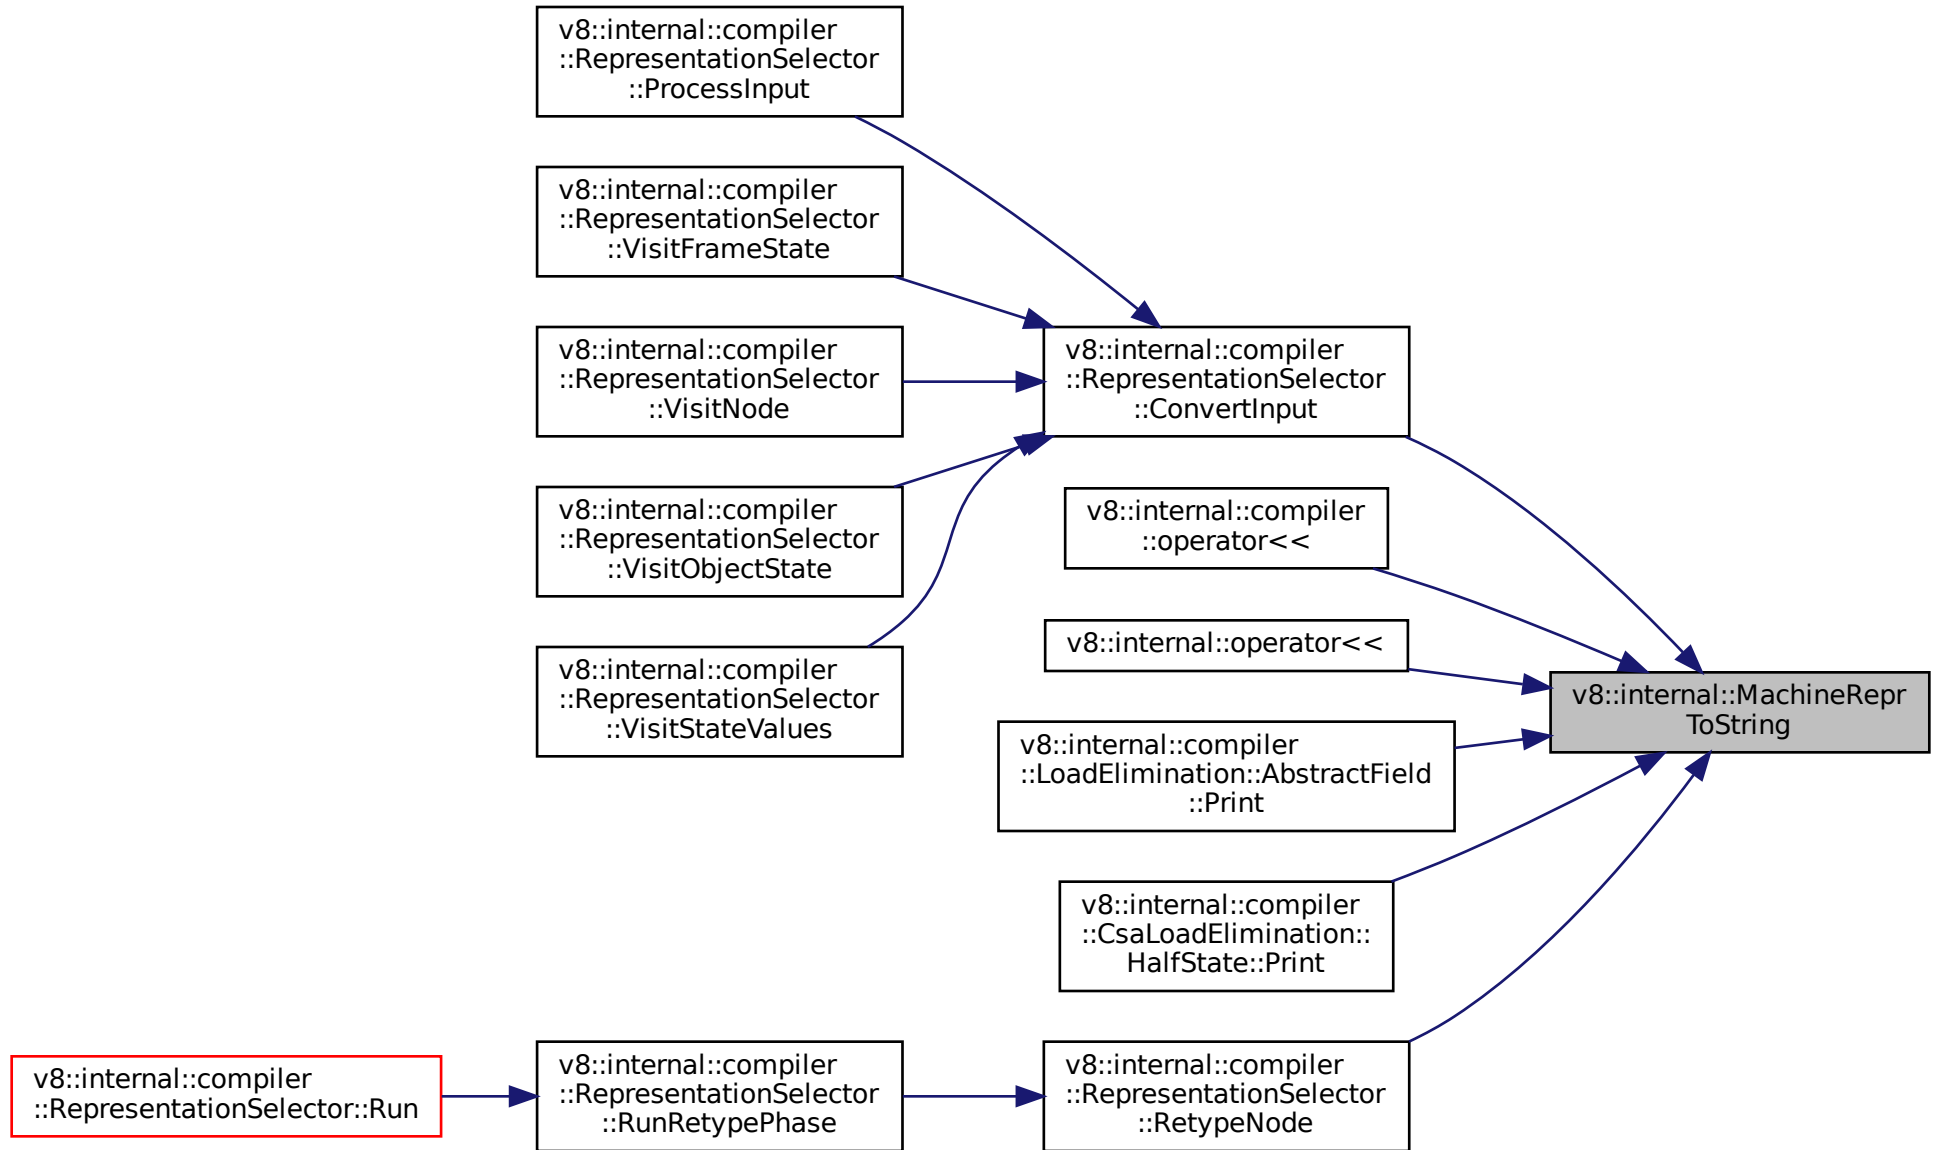 v8::internal::compiler
::RepresentationSelector
::ProcessInput
v8::internal::compiler
::RepresentationSelector
::VisitFrameState
v8::internal::compiler
::RepresentationSelector
::VisitNode
v8::internal::compiler
::RepresentationSelector
::VisitObjectState
v8::internal::compiler
::RepresentationSelector
::VisitStateValues
v8::internal::compiler
::RepresentationSelector
::ConvertInput
v8::internal::compiler
::operator<<
v8::internal::operator<<
v8::internal::compiler
::LoadElimination::AbstractField
::Print
v8::internal::compiler
::CsaLoadElimination::
HalfState::Print
v8::internal::MachineRepr
ToString
v8::internal::compiler
::RepresentationSelector::Run
v8::internal::compiler
::RepresentationSelector
::RunRetypePhase
v8::internal::compiler
::RepresentationSelector
::RetypeNode